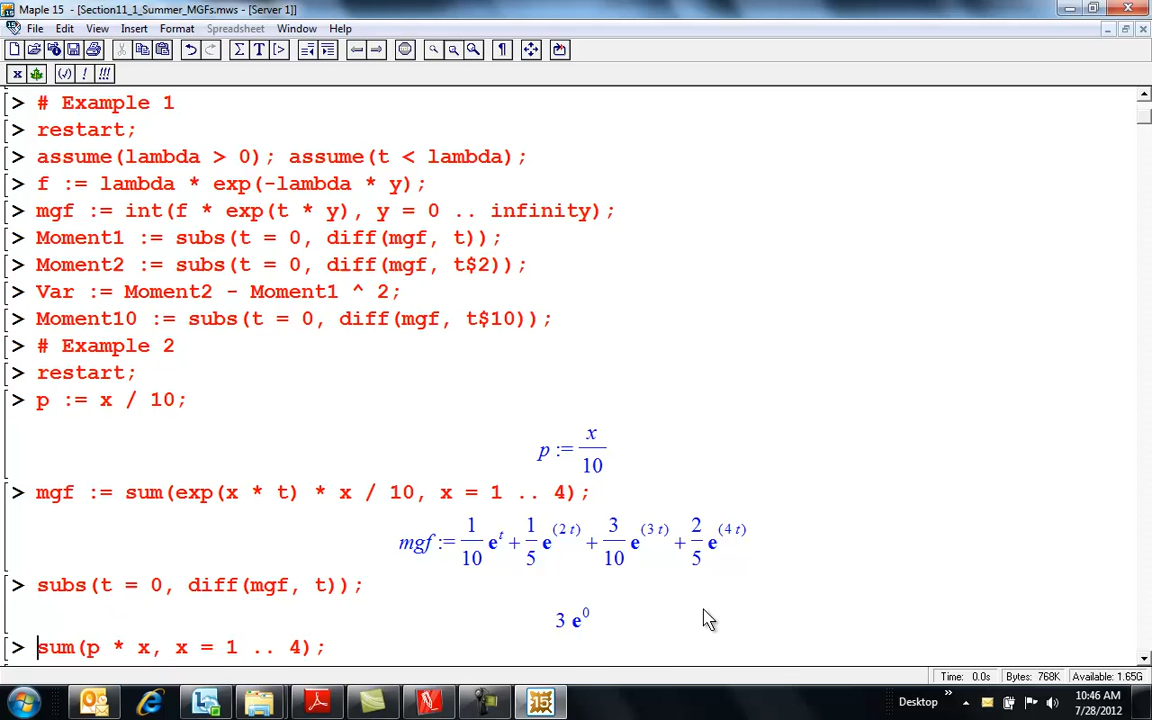 Maple 15 - [Section11_1_Summer_MGFs.mws - [Server 1]]
File Edit View Insert Format Spreadsheet Window Help
[> # Example 1
[> restart;
[> assume(lambda > 0); assume(t < lambda);
[> f := lambda * exp(-lambda * y);
[> mgf := int(f * exp(t * y), y = 0 .. infinity);
[> Moment1 := subs(t = 0, diff(mgf, t));
[> Moment2 := subs(t = 0, diff(mgf, t$2));
[> Var := Moment2 - Moment1 ^ 2;
[> Moment10 := subs(t = 0, diff(mgf, t$10));
[> # Example 2
[> restart;
[> p := x / 10;
p := x/10
[> mgf := sum(exp(x * t) * x / 10, x = 1 .. 4);
mgf := 1/10 e^t + 1/5 e^(2 t) + 3/10 e^(3 t) + 2/5 e^(4 t)
[> subs(t = 0, diff(mgf, t));
3 e^0
[> sum(p * x, x = 1 .. 4);
Time: 0.0s Bytes: 768K Available: 1.65G
Desktop » 10:46 AM
7/28/2012